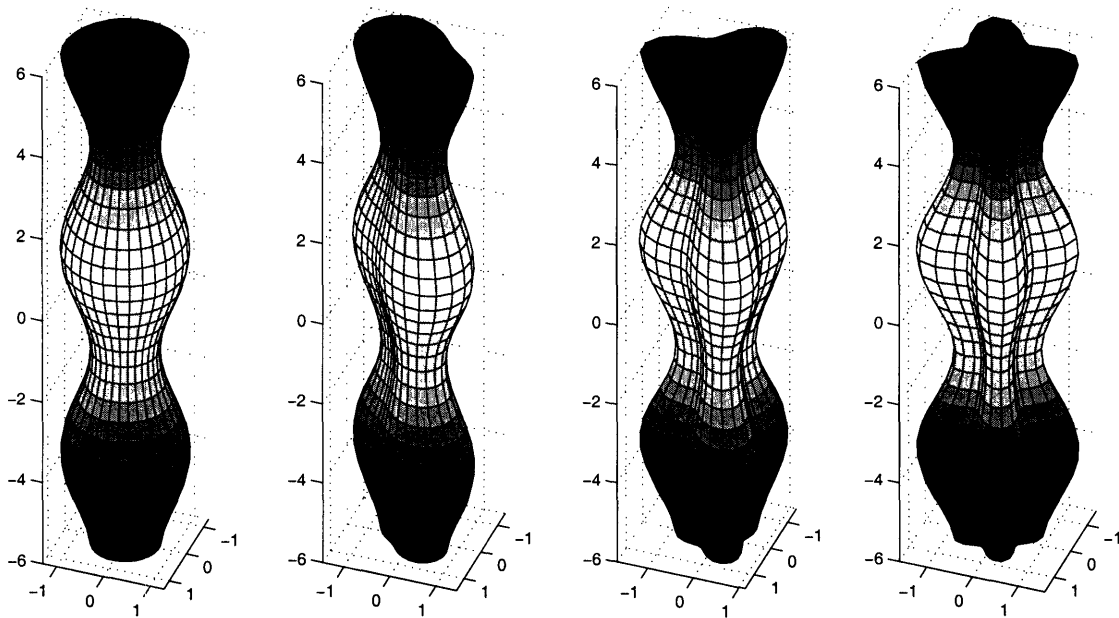 6 6 6 6
4 4 4 4
2 2 2 2
0 0 0 0
−2 −2 −2 −2
−4 −4 −4 −4
−6 −6 −6 −6
−1 −1 −1 −1
0 0 0 0
1 1 1 1
−1 −1 −1 −1
0 0 0 0
1 1 1 1